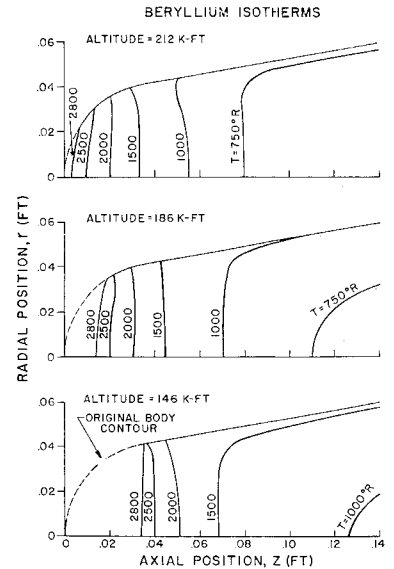 BERYLLIUM ISOTHERMS
RADIAL POSITION, r (FT)
ALTITUDE = 212 K-FT
.06
.04
.02
0
2800
2500
2000
1500
1000
T=750°R
ALTITUDE = 186 K-FT
.06
.04
.02
0
2800
2500
2000
1500
1000
T=750°R
ALTITUDE = 146 K-FT
ORIGINAL BODY
CONTOUR
.06
.04
.02
0
2800
2500
2000
1500
T=1000°R
0 .02 .04 .06 .08 .10 .12 .14
AXIAL POSITION, Z (FT)